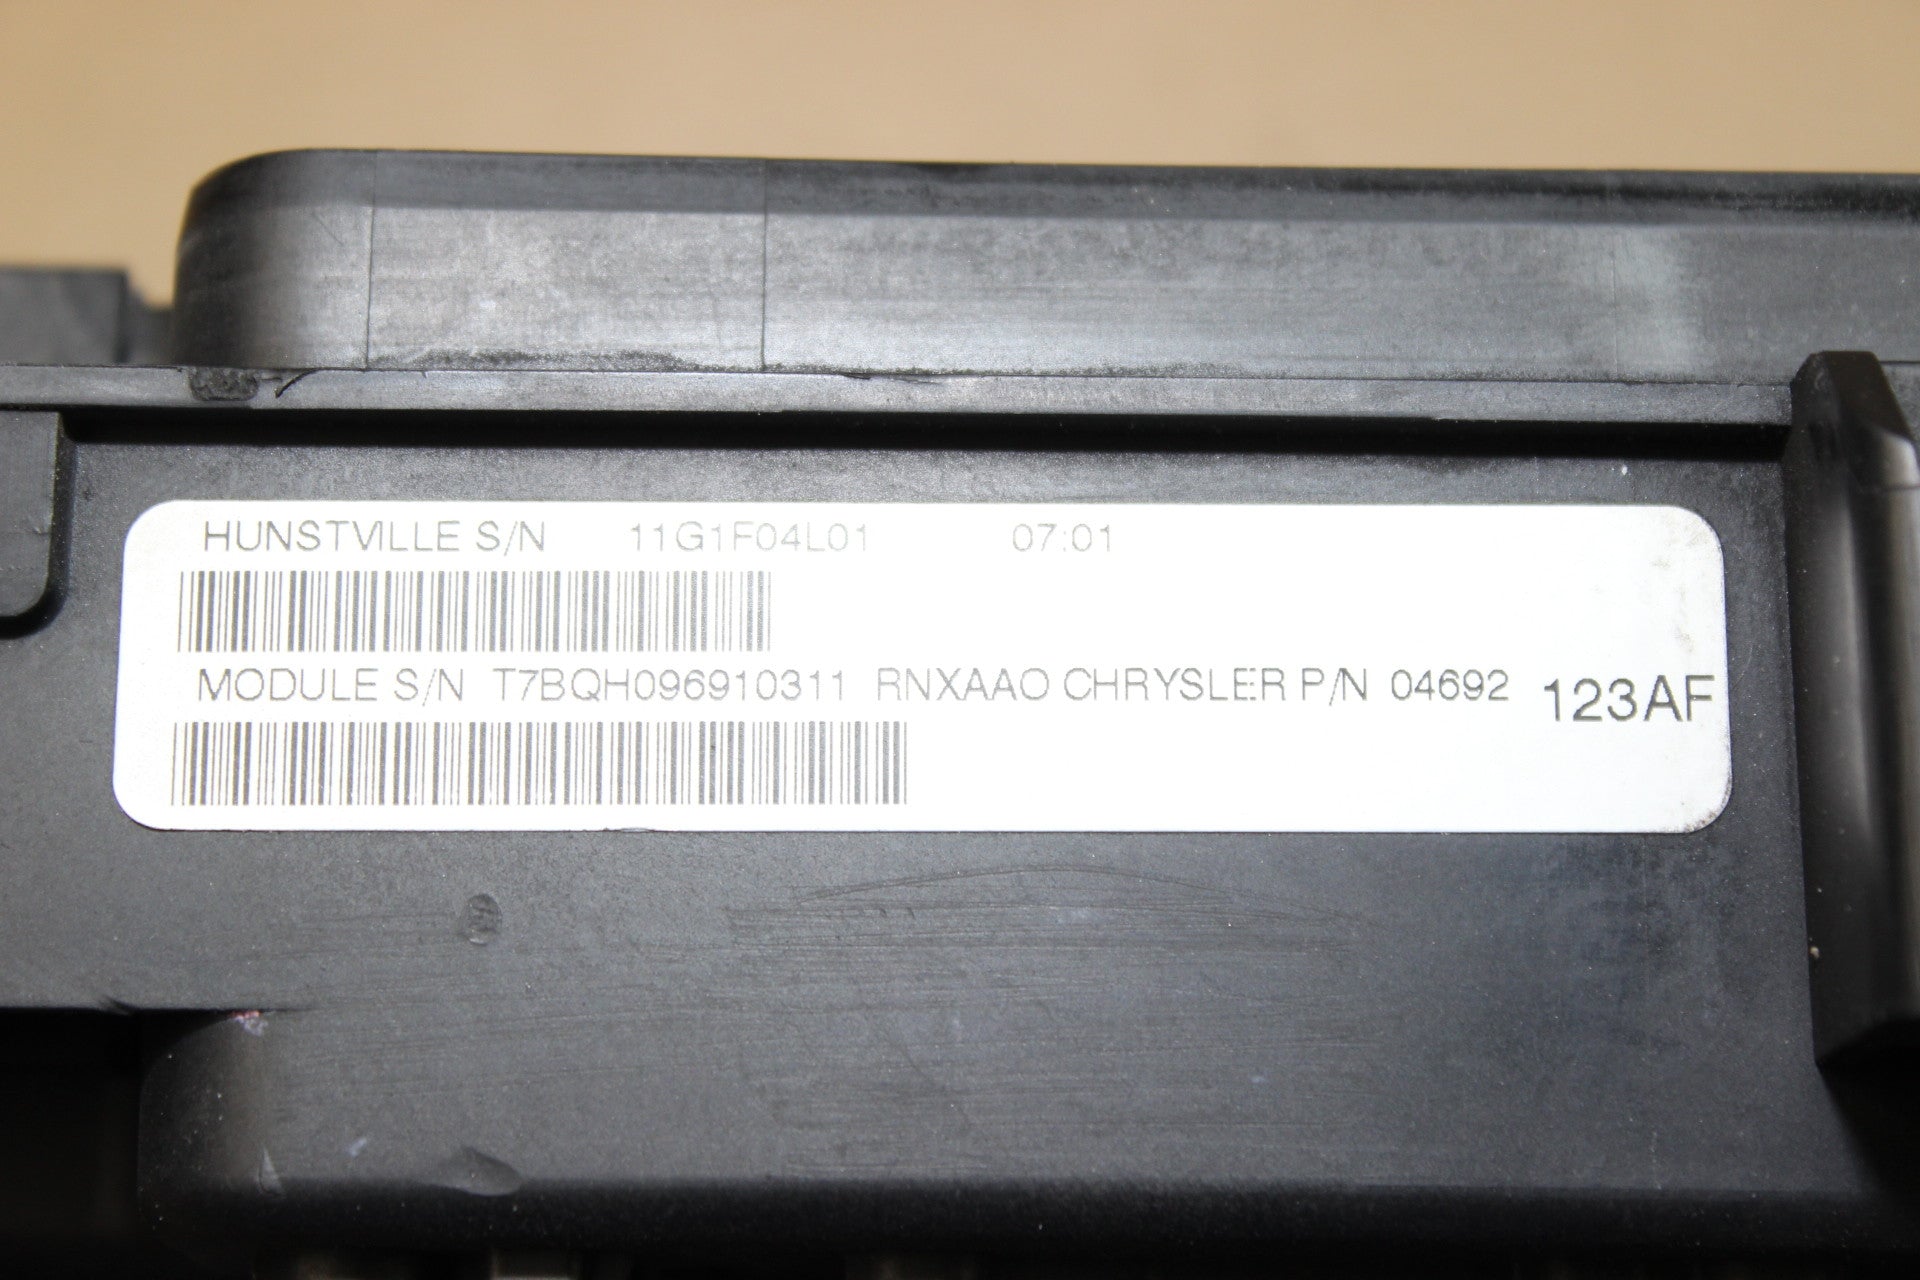 HUNSTVILLE S/N 11G1F04L01 07:01
MODULE S/N T7BQH096910311 RNXAAO CHRYSLER P/N 04692 123AF